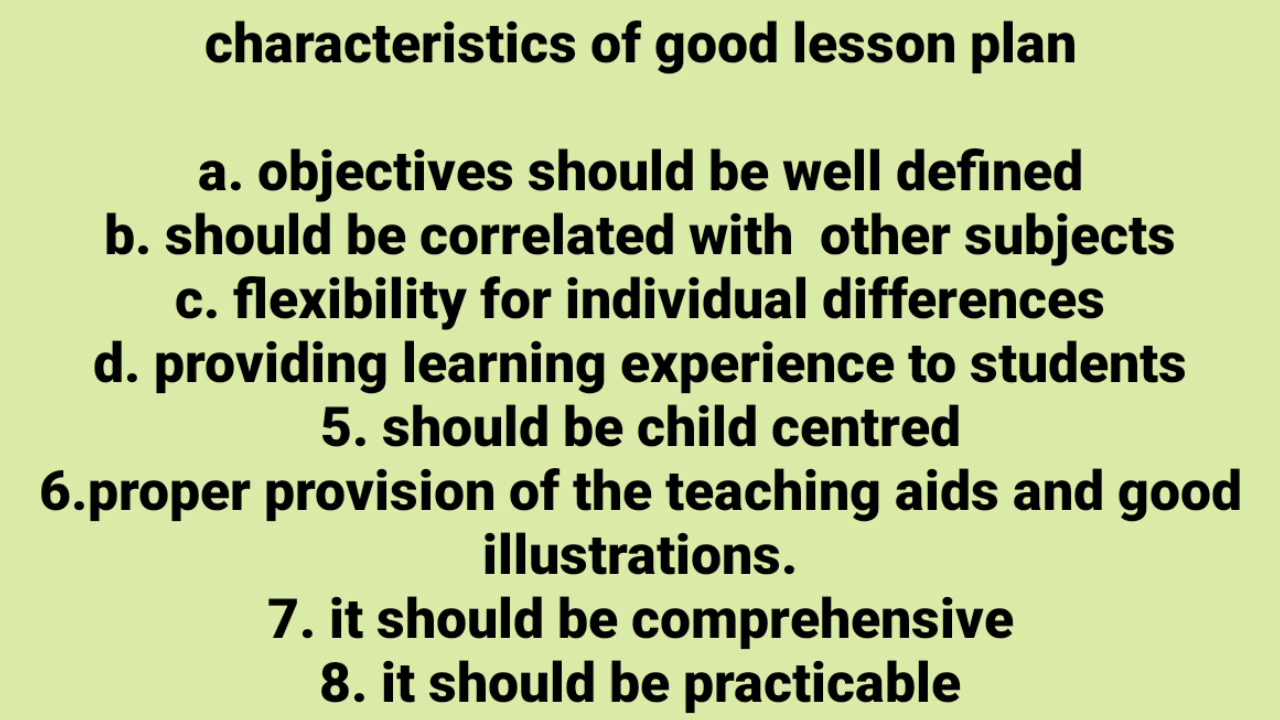 characteristics of good lesson plan
a. objectives should be well defined
b. should be correlated with  other subjects
c. flexibility for individual differences
d. providing learning experience to students
5. should be child centred
6.proper provision of the teaching aids and good
illustrations.
7. it should be comprehensive
8. it should be practicable